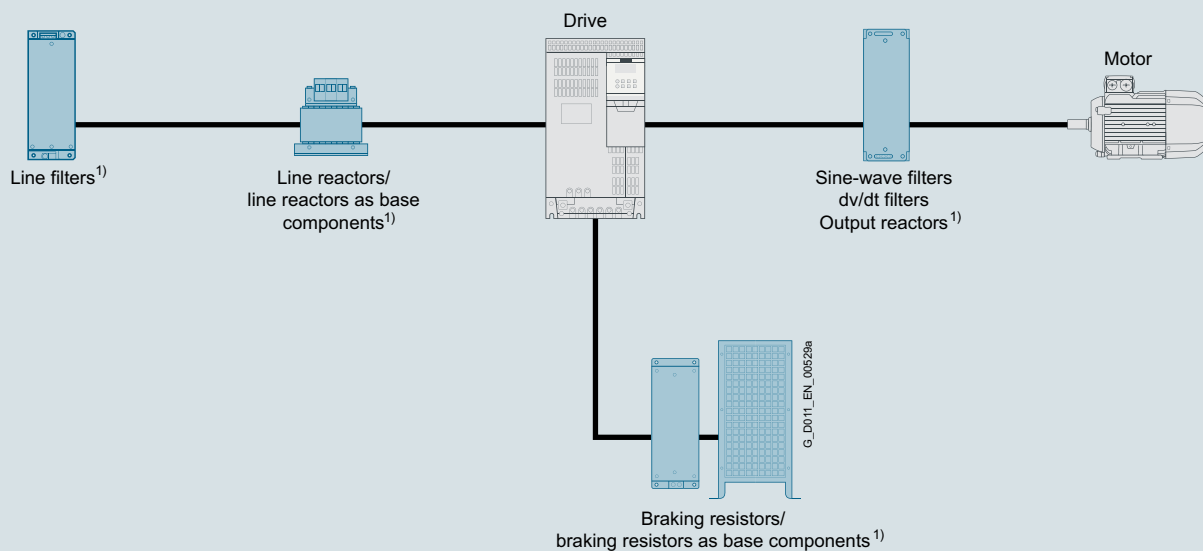 Drive
Motor
Line filters1)
Line reactors/
line reactors as base
components1)
Sine-wave filters
dv/dt filters
Output reactors1)
G_D011_EN_00529a
Braking resistors/
braking resistors as base components1)